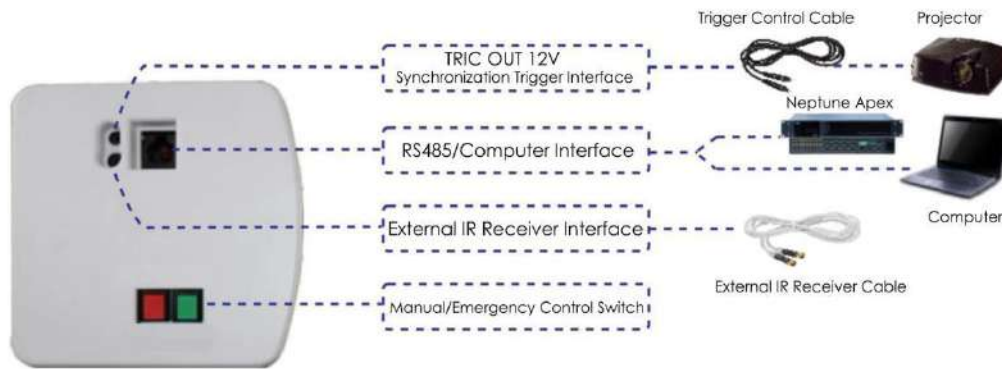 Trigger Control Cable
Projector
TRIC OUT 12V
Synchronization Trigger Interface
Neptune Apex
RS485/Computer Interface
Computer
External IR Receiver Interface
External IR Receiver Cable
Manual/Emergency Control Switch